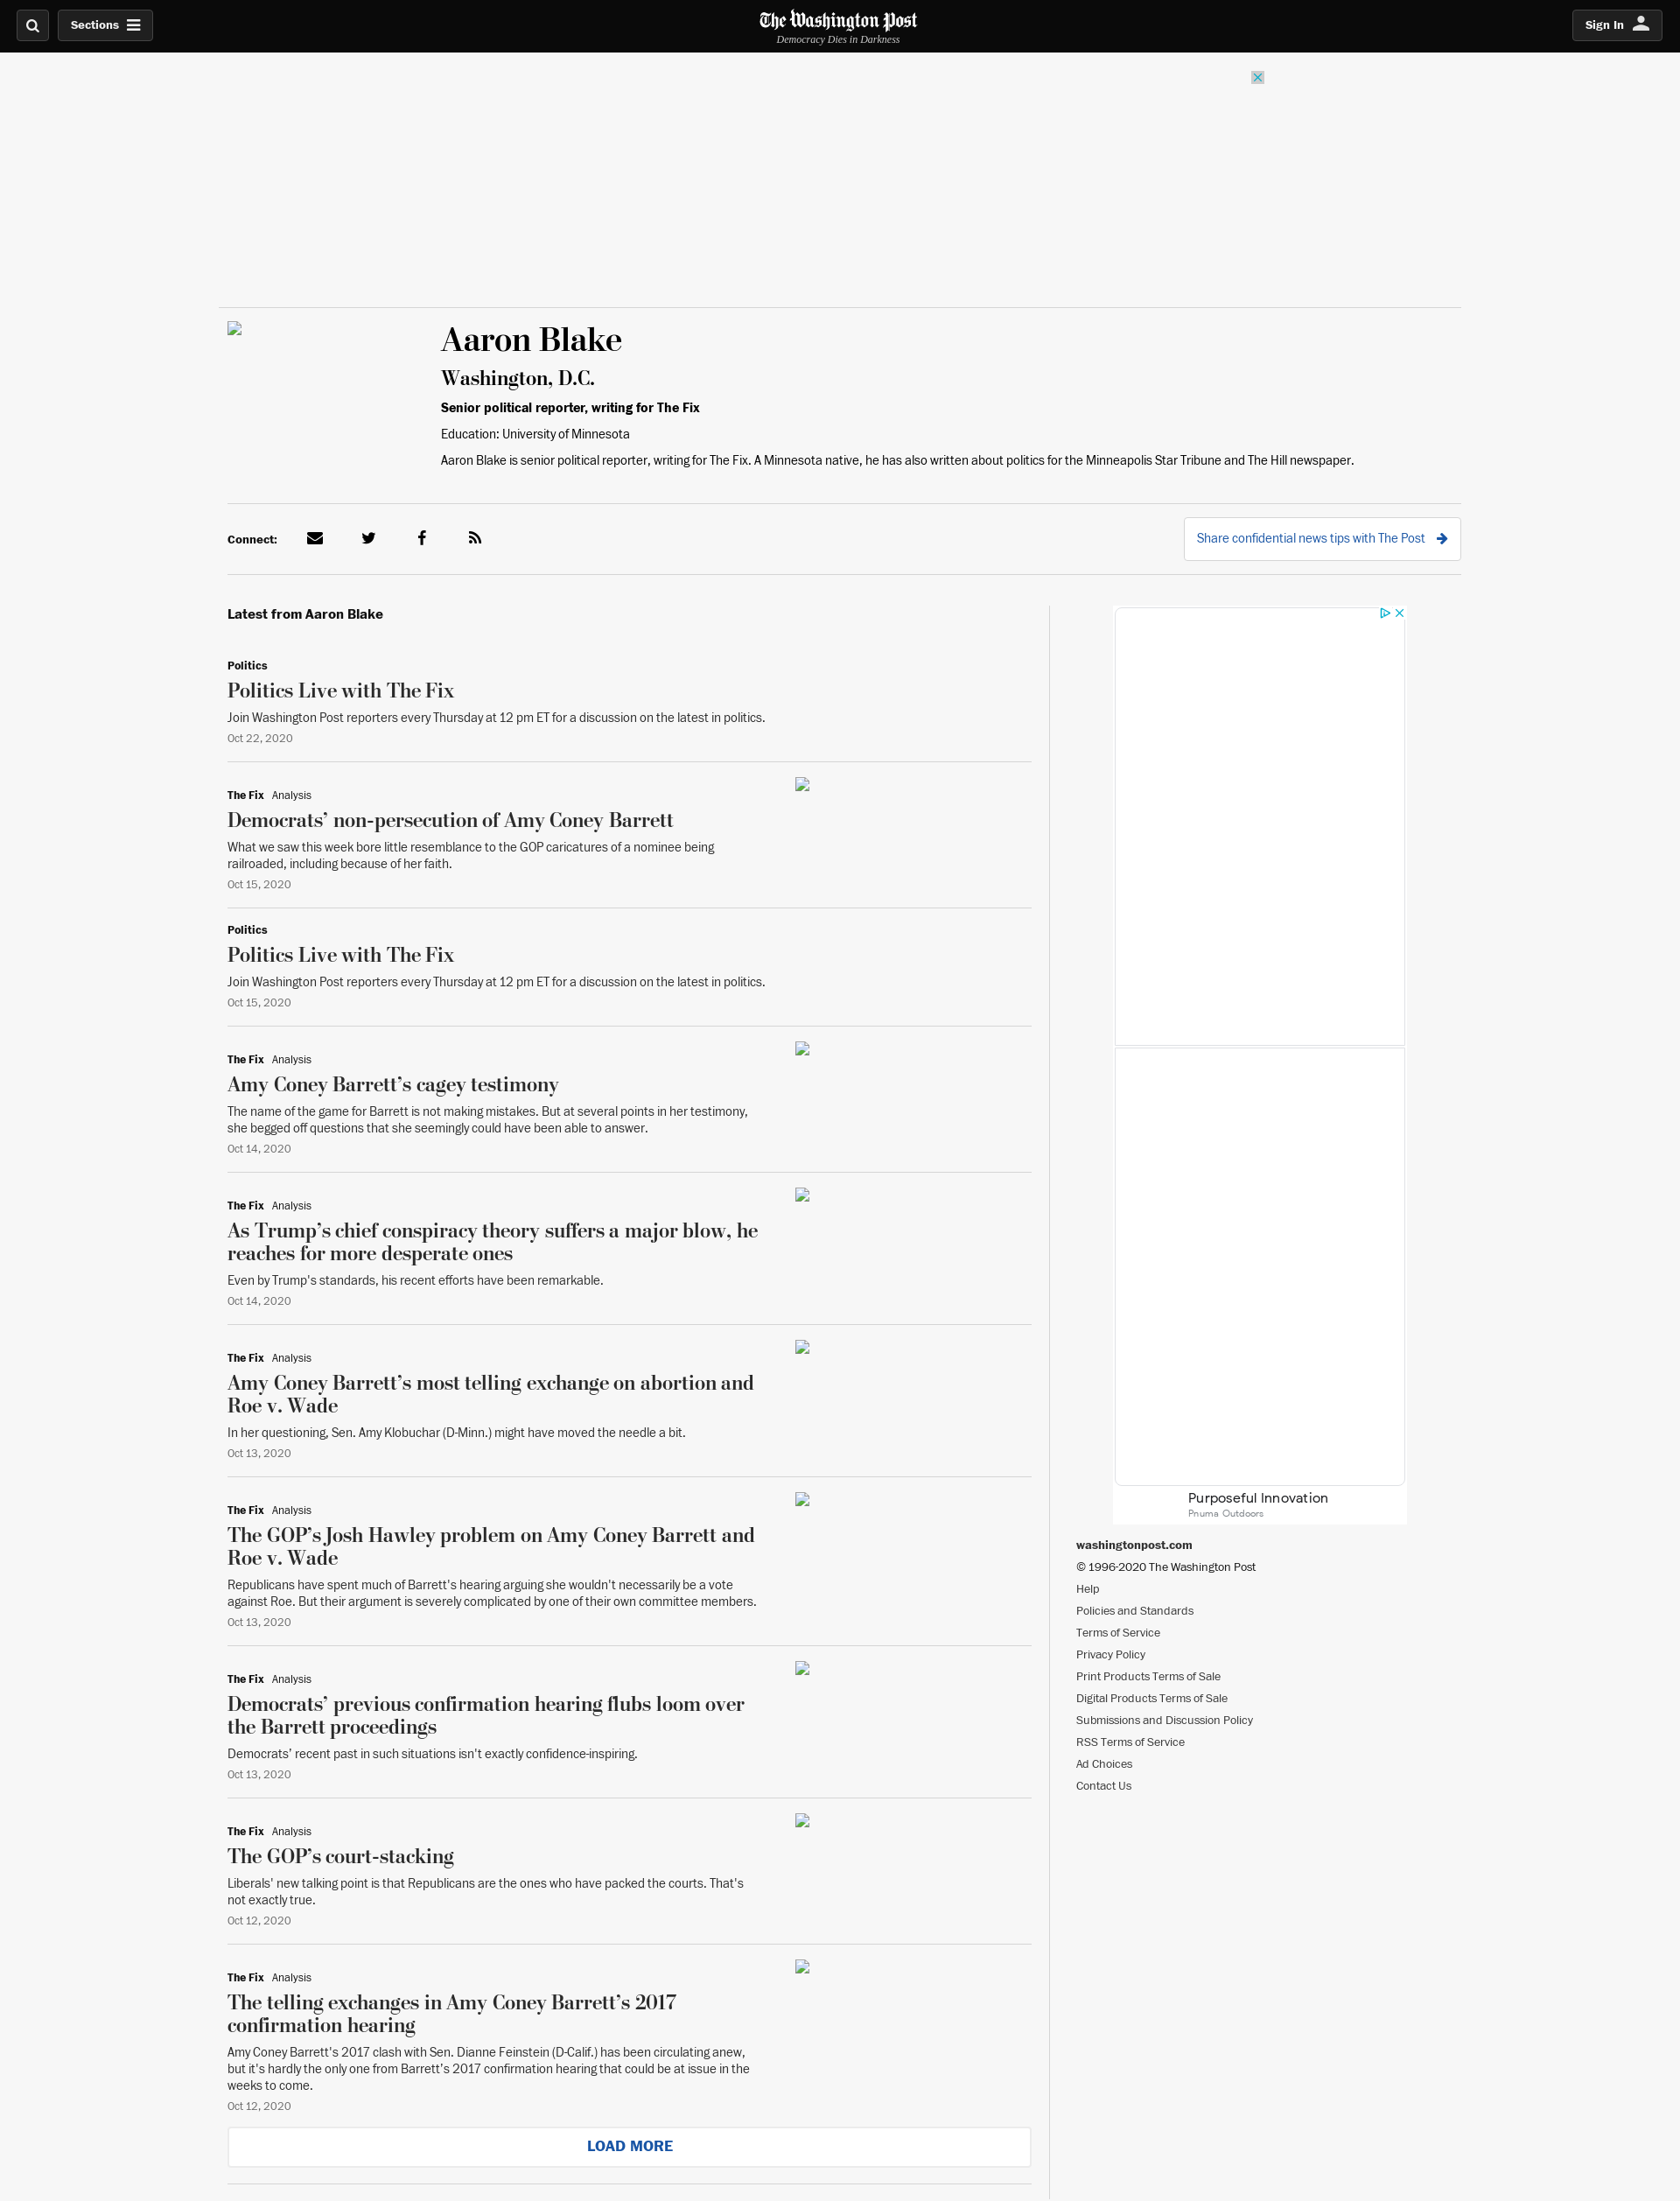 Sections
The Washington Post
Democracy Dies in Darkness
Sign In
Aaron Blake
Washington, D.C.
Senior political reporter, writing for The Fix
Education: University of Minnesota
Aaron Blake is senior political reporter, writing for The Fix. A Minnesota native, he has also written about politics for the Minneapolis Star Tribune and The Hill newspaper.
Connect:
Share confidential news tips with The Post
Latest from Aaron Blake
Politics
Politics Live with The Fix
Join Washington Post reporters every Thursday at 12 pm ET for a discussion on the latest in politics.
Oct 22, 2020
The Fix Analysis
Democrats’ non-persecution of Amy Coney Barrett
What we saw this week bore little resemblance to the GOP caricatures of a nominee being
railroaded, including because of her faith.
Oct 15, 2020
Politics
Politics Live with The Fix
Join Washington Post reporters every Thursday at 12 pm ET for a discussion on the latest in politics.
Oct 15, 2020
The Fix Analysis
Amy Coney Barrett’s cagey testimony
The name of the game for Barrett is not making mistakes. But at several points in her testimony,
she begged off questions that she seemingly could have been able to answer.
Oct 14, 2020
The Fix Analysis
As Trump’s chief conspiracy theory suffers a major blow, he
reaches for more desperate ones
Even by Trump's standards, his recent efforts have been remarkable.
Oct 14, 2020
The Fix Analysis
Amy Coney Barrett’s most telling exchange on abortion and
Roe v. Wade
In her questioning, Sen. Amy Klobuchar (D-Minn.) might have moved the needle a bit.
Oct 13, 2020
The Fix Analysis
The GOP’s Josh Hawley problem on Amy Coney Barrett and
Roe v. Wade
Republicans have spent much of Barrett's hearing arguing she wouldn't necessarily be a vote
against Roe. But their argument is severely complicated by one of their own committee members.
Oct 13, 2020
The Fix Analysis
Democrats’ previous confirmation hearing flubs loom over
the Barrett proceedings
Democrats’ recent past in such situations isn't exactly confidence-inspiring.
Oct 13, 2020
The Fix Analysis
The GOP’s court-stacking
Liberals' new talking point is that Republicans are the ones who have packed the courts. That's
not exactly true.
Oct 12, 2020
The Fix Analysis
The telling exchanges in Amy Coney Barrett’s 2017
confirmation hearing
Amy Coney Barrett's 2017 clash with Sen. Dianne Feinstein (D-Calif.) has been circulating anew,
but it's hardly the only one from Barrett’s 2017 confirmation hearing that could be at issue in the
weeks to come.
Oct 12, 2020
LOAD MORE
Purposeful Innovation
Pnuma Outdoors
washingtonpost.com
© 1996-2020 The Washington Post
Help
Policies and Standards
Terms of Service
Privacy Policy
Print Products Terms of Sale
Digital Products Terms of Sale
Submissions and Discussion Policy
RSS Terms of Service
Ad Choices
Contact Us